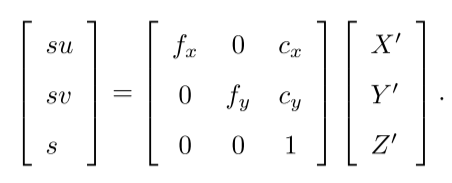 [ su ] = [ f_x 0 c_x ] [ X′ ]
[ sv ] = [ 0 f_y c_y ] [ Y′ ] .
[ s ] = [ 0 0 1 ] [ Z′ ]